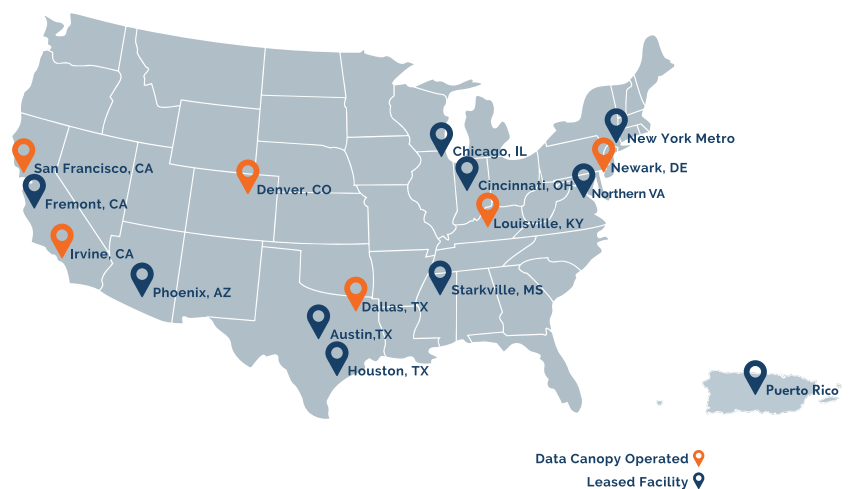 New York Metro
Chicago, IL
San Francisco, CA
Newark, DE
Cincinnati, OH
Denver, CO
Northern VA
Fremont, CA
Louisville, KY
Irvine, CA
Phoenix, AZ
Starkville, MS
Dallas, TX
Austin,TX
Houston, TX
Puerto Rico
Data Canopy Operated
Leased Facility